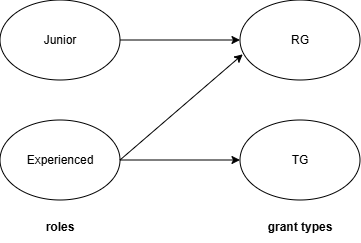 Junior
RG
Experienced
TG
roles
grant types